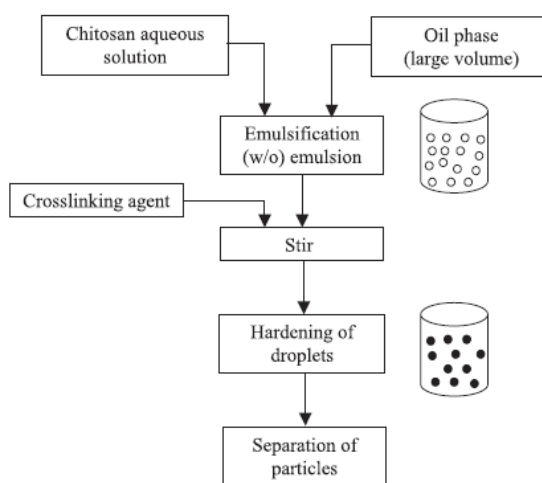 Chitosan aqueous
solution
Oil phase
(large volume)
Emulsification
(w/o) emulsion
Crosslinking agent
Stir
Hardening of
droplets
Separation of
particles